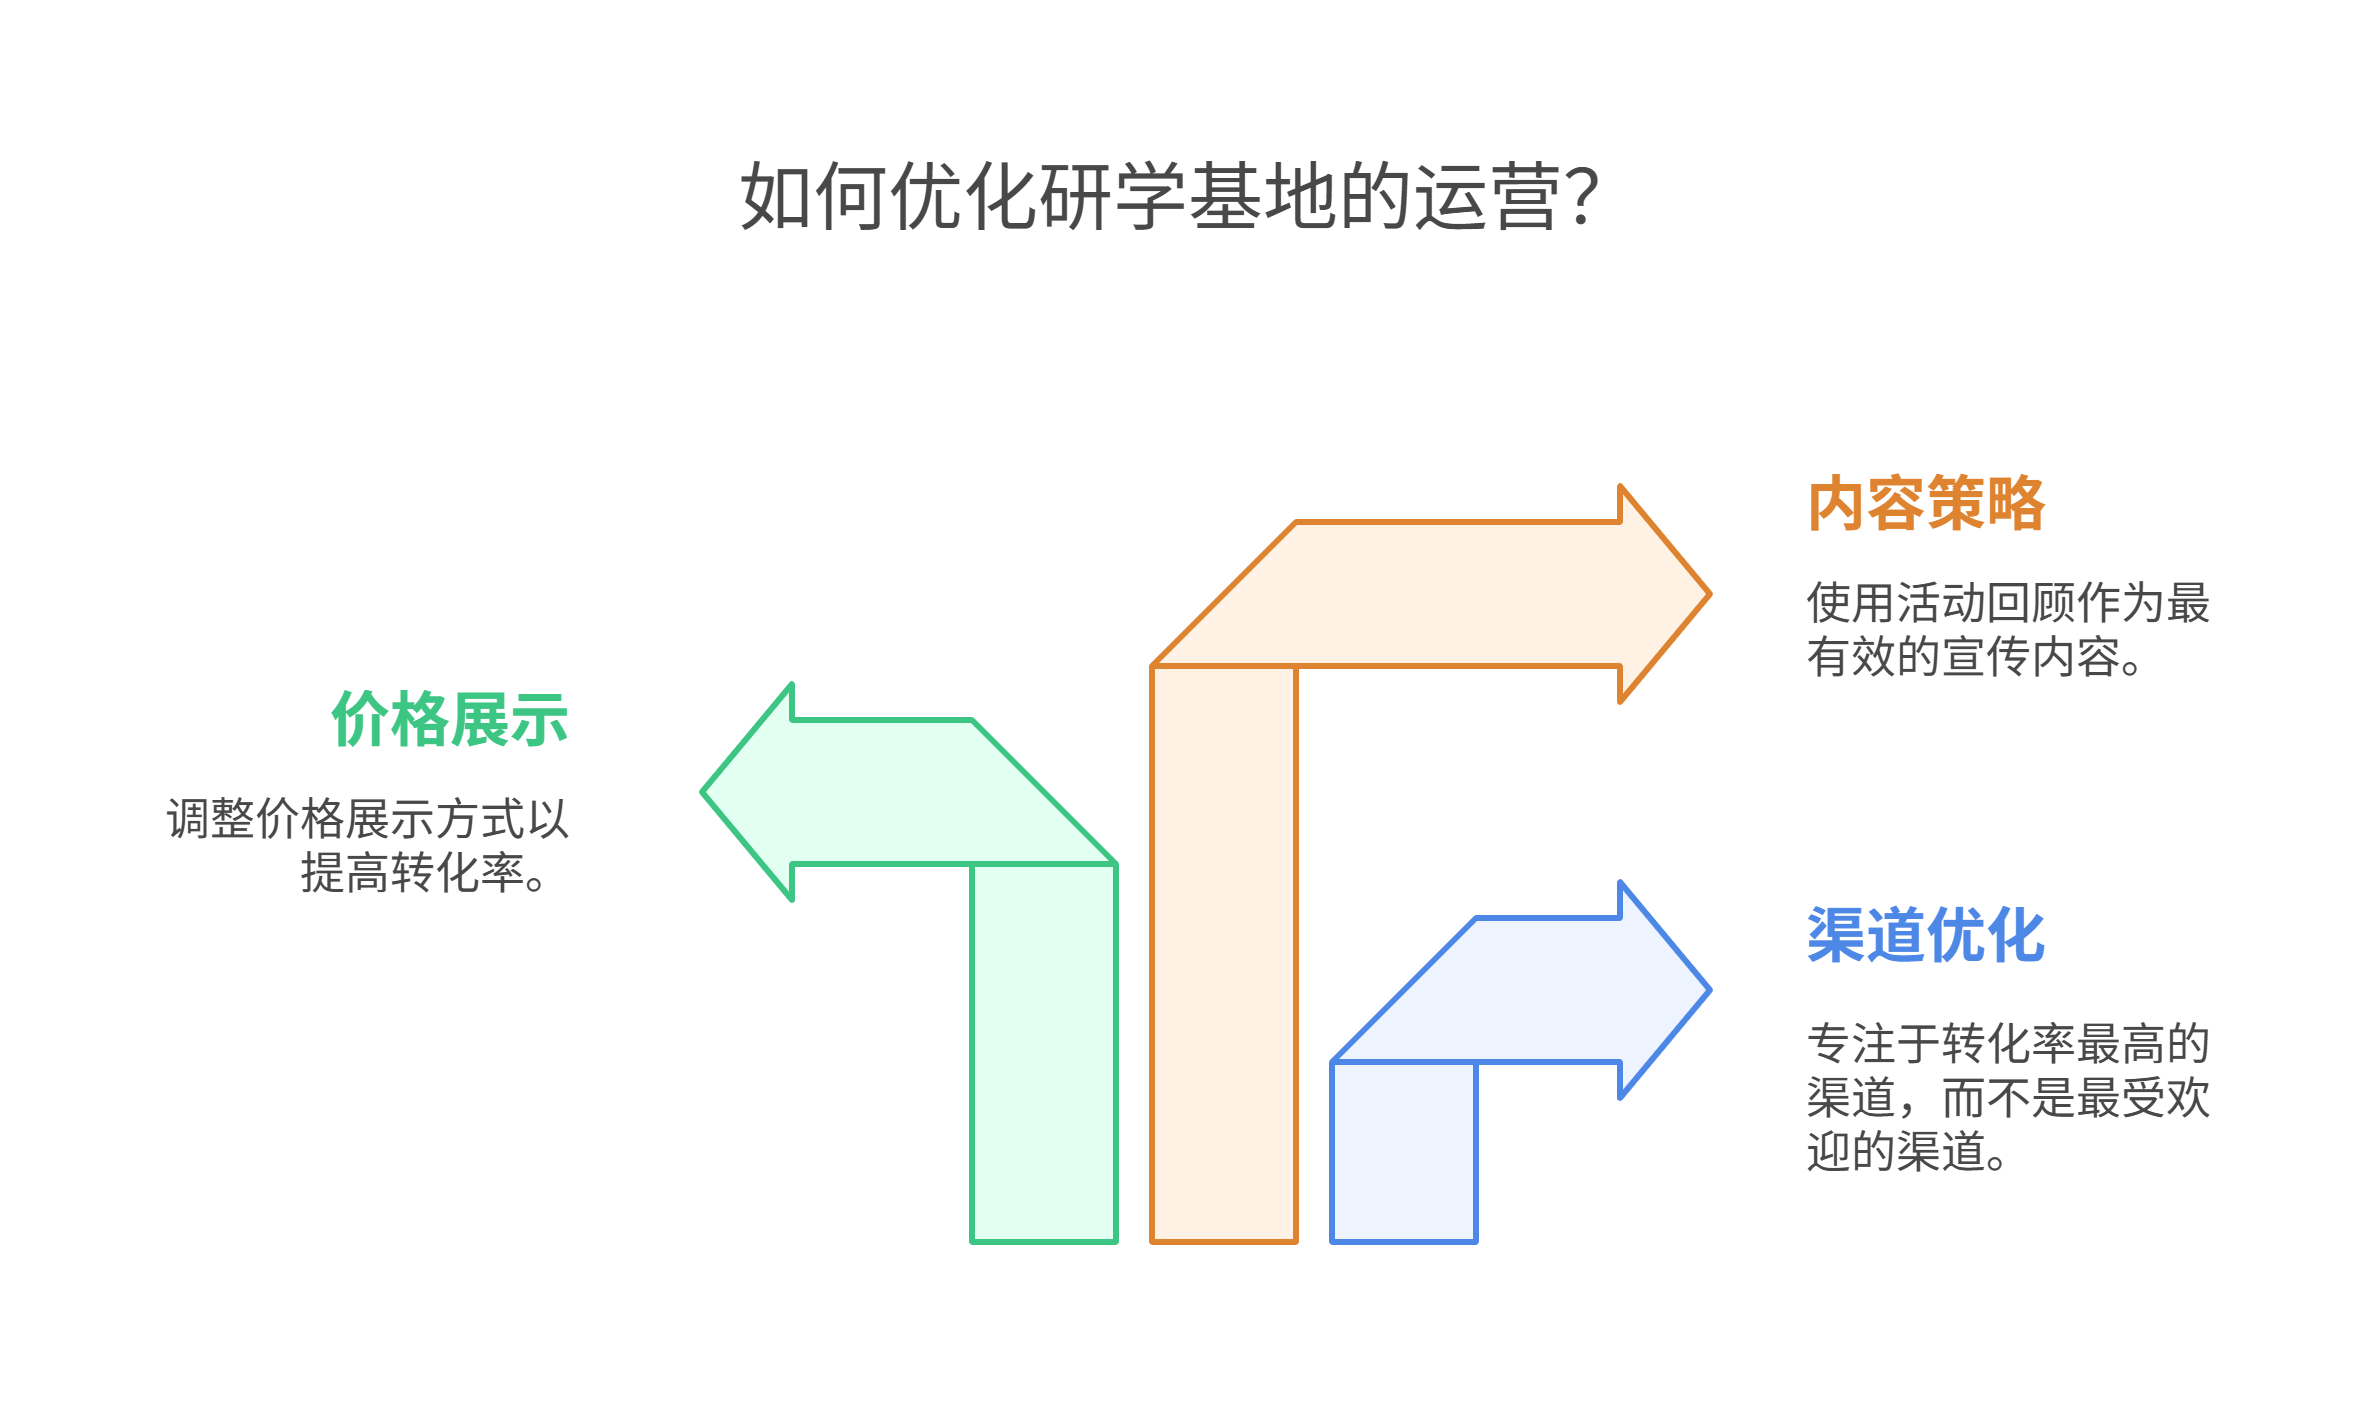 如何优化研学基地的运营？
内容策略
使用活动回顾作为最
有效的宣传内容。
价格展示
调整价格展示方式以
提高转化率。
渠道优化
专注于转化率最高的
渠道，而不是最受欢
迎的渠道。